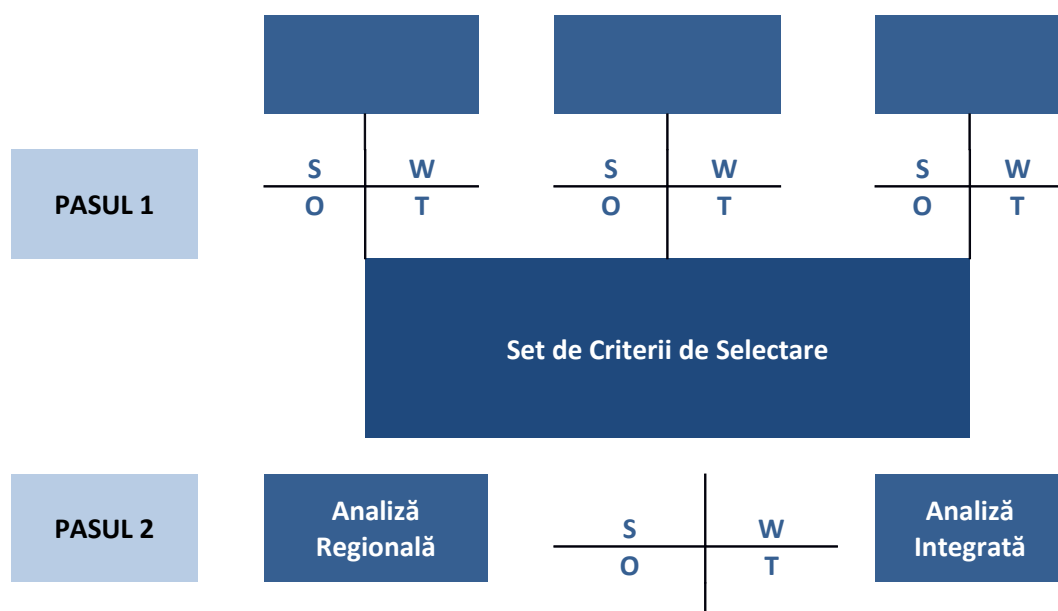 S W
O T
S W
O T
S W
O T
PASUL 1
Set de Criterii de Selectare
PASUL 2
Analiză
Regională
S W
O T
Analiză
Integrată